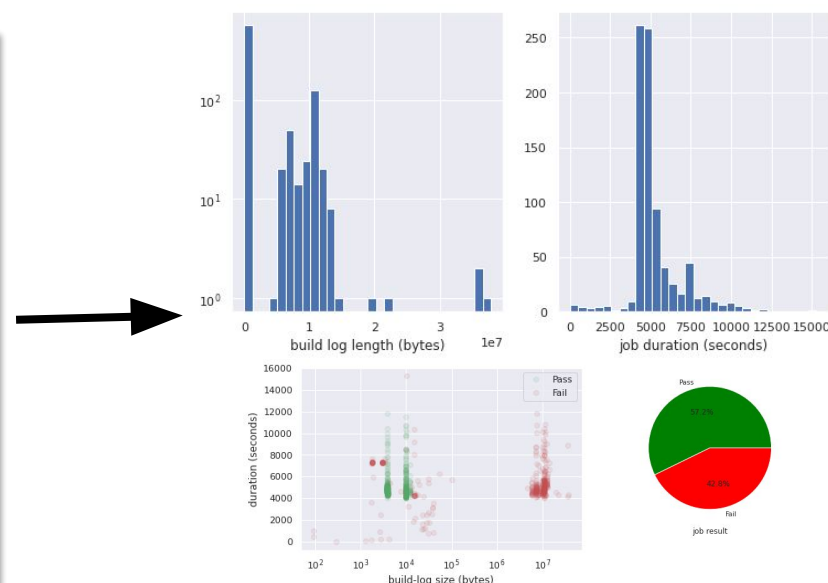 10²
10¹
10⁰
0
1
2
3
1e7
build log length (bytes)
250
200
150
100
50
0
0 2500 5000 7500 10000 12500 15000
job duration (seconds)
16000
14000
12000
10000
8000
6000
4000
2000
0
duration (seconds)
Pass
Fail
10² 10³ 10⁴ 10⁵ 10⁶ 10⁷
build-log size (bytes)
Pass
57.2%
42.8%
Fail
job result